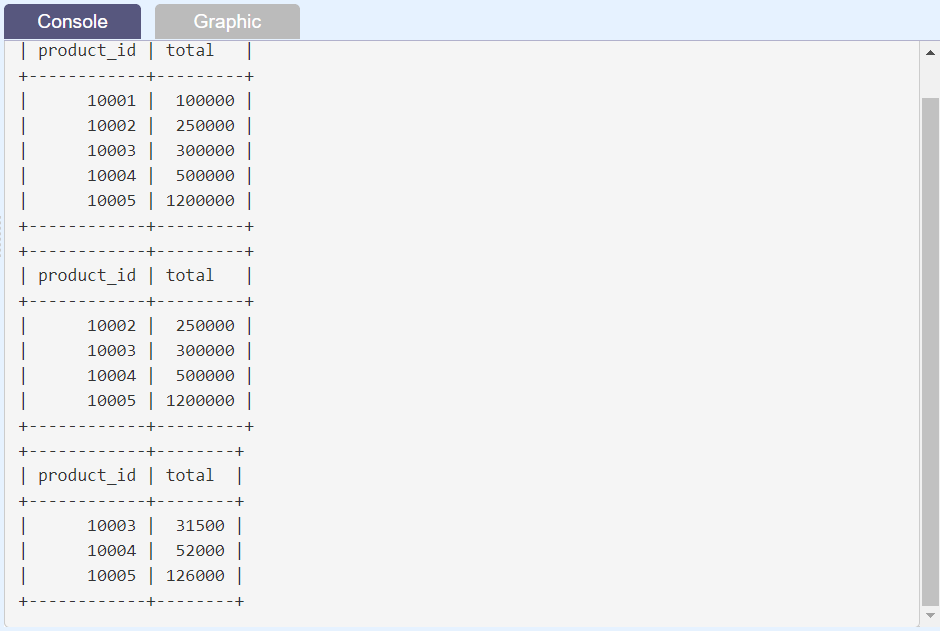 Console Graphic
| product_id | total   |
+------------+---------+
|      10001 |  100000 |
|      10002 |  250000 |
|      10003 |  300000 |
|      10004 |  500000 |
|      10005 | 1200000 |
+------------+---------+
+------------+---------+
| product_id | total   |
+------------+---------+
|      10002 |  250000 |
|      10003 |  300000 |
|      10004 |  500000 |
|      10005 | 1200000 |
+------------+---------+
+------------+--------+
| product_id | total  |
+------------+--------+
|      10003 |  31500 |
|      10004 |  52000 |
|      10005 | 126000 |
+------------+--------+